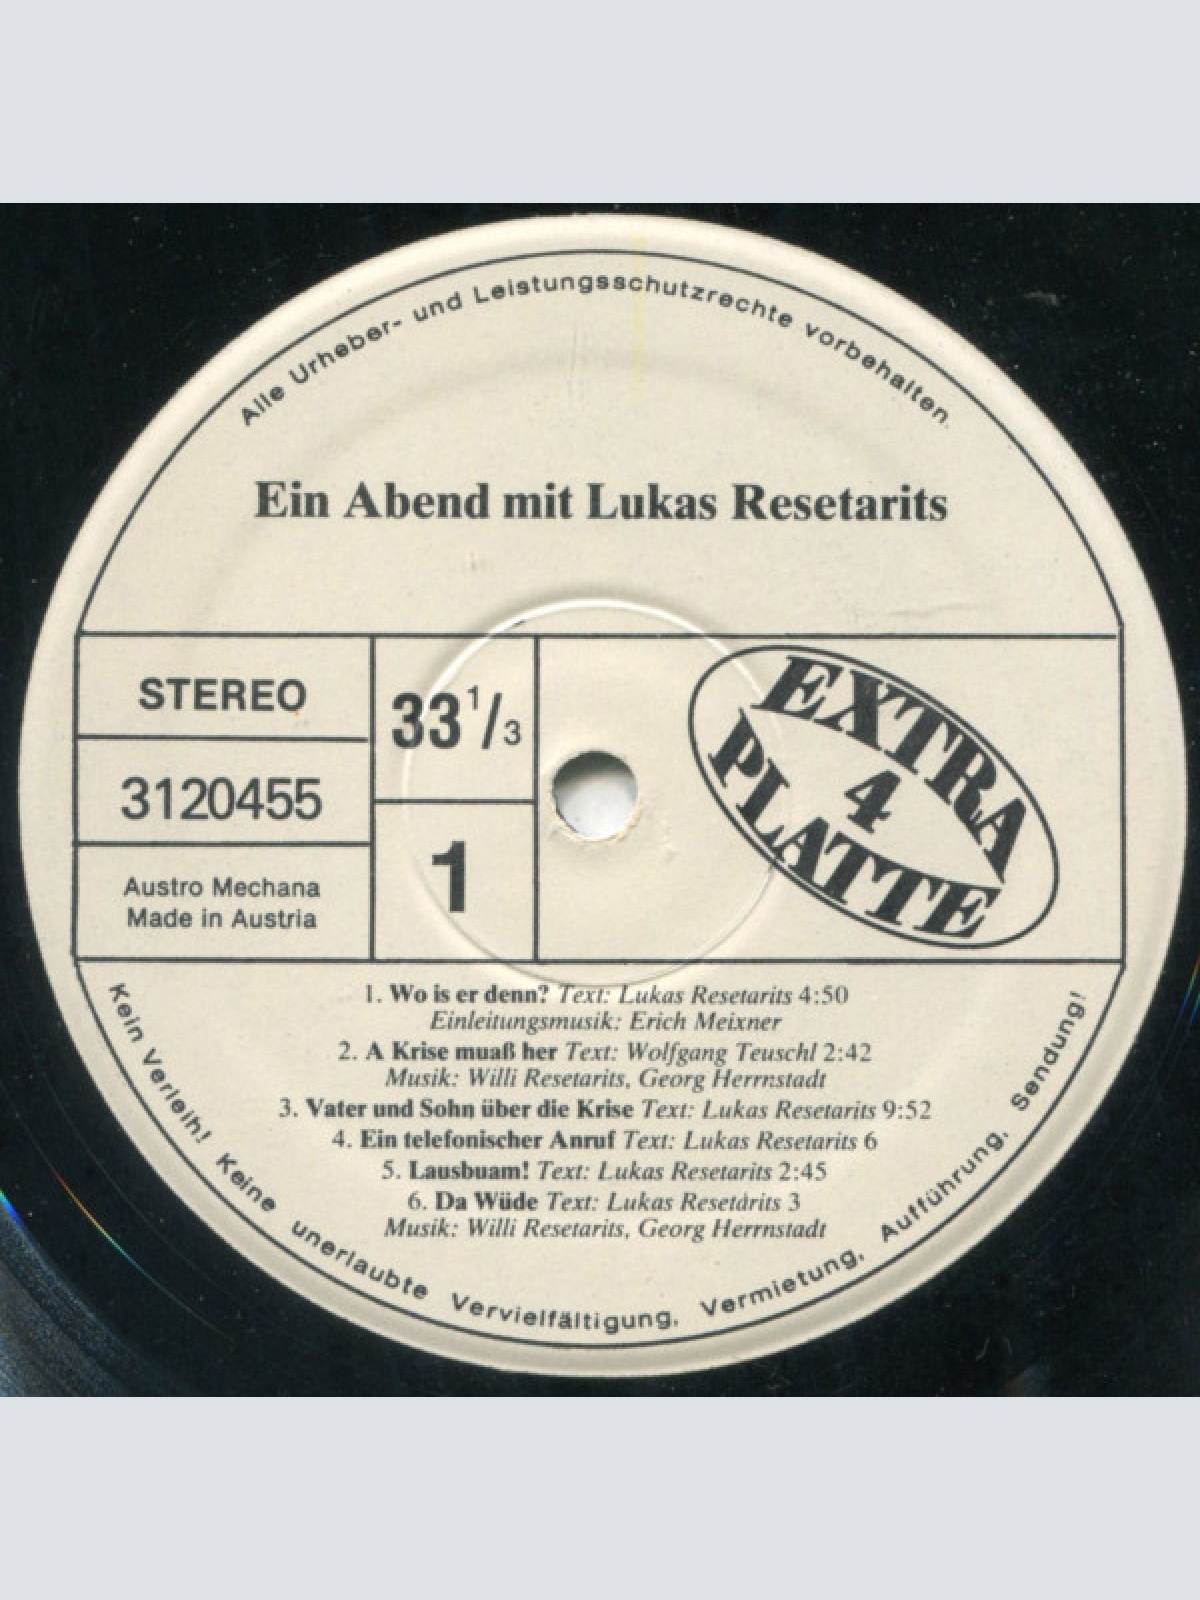 Alle Urheber- und Leistungsschutzrechte vorbehalten.
Ein Abend mit Lukas Resetarits
STEREO
3120455
Austro Mechana
Made in Austria
33 1/3
1
EXTRA
4
PLATTE
1. Wo is er denn? Text: Lukas Resetarits 4:50
Einleitungsmusik: Erich Meixner
2. A Krise muaß her Text: Wolfgang Teuschl 2:42
Musik: Willi Resetarits, Georg Herrnstadt
3. Vater und Sohn über die Krise Text: Lukas Resetarits 9:52
4. Ein telefonischer Anruf Text: Lukas Resetarits 6
5. Lausbuam! Text: Lukas Resetarits 2:45
6. Da Wüde Text: Lukas Resetarits 3
Musik: Willi Resetarits, Georg Herrnstadt
Kein Verleih! Keine unerlaubte Vervielfältigung, Vermietung, Aufführung, Sendung!